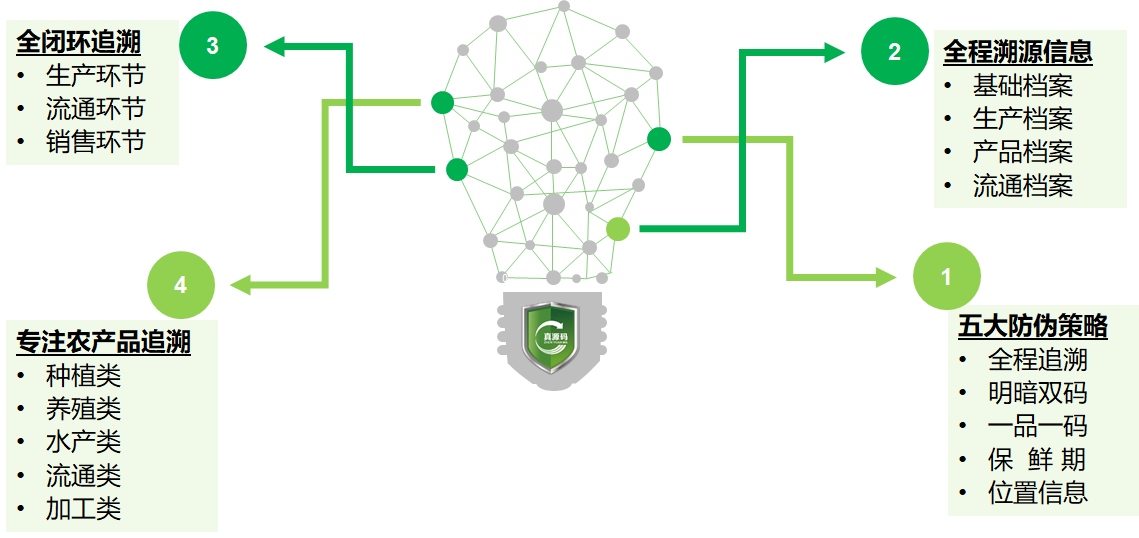 全闭环追溯
• 生产环节
• 流通环节
• 销售环节
3
2
全程溯源信息
• 基础档案
• 生产档案
• 产品档案
• 流通档案
4
专注农产品追溯
• 种植类
• 养殖类
• 水产类
• 流通类
• 加工类
1
五大防伪策略
• 全程追溯
• 明暗双码
• 一品一码
• 保 鲜 期
• 位置信息
真源码